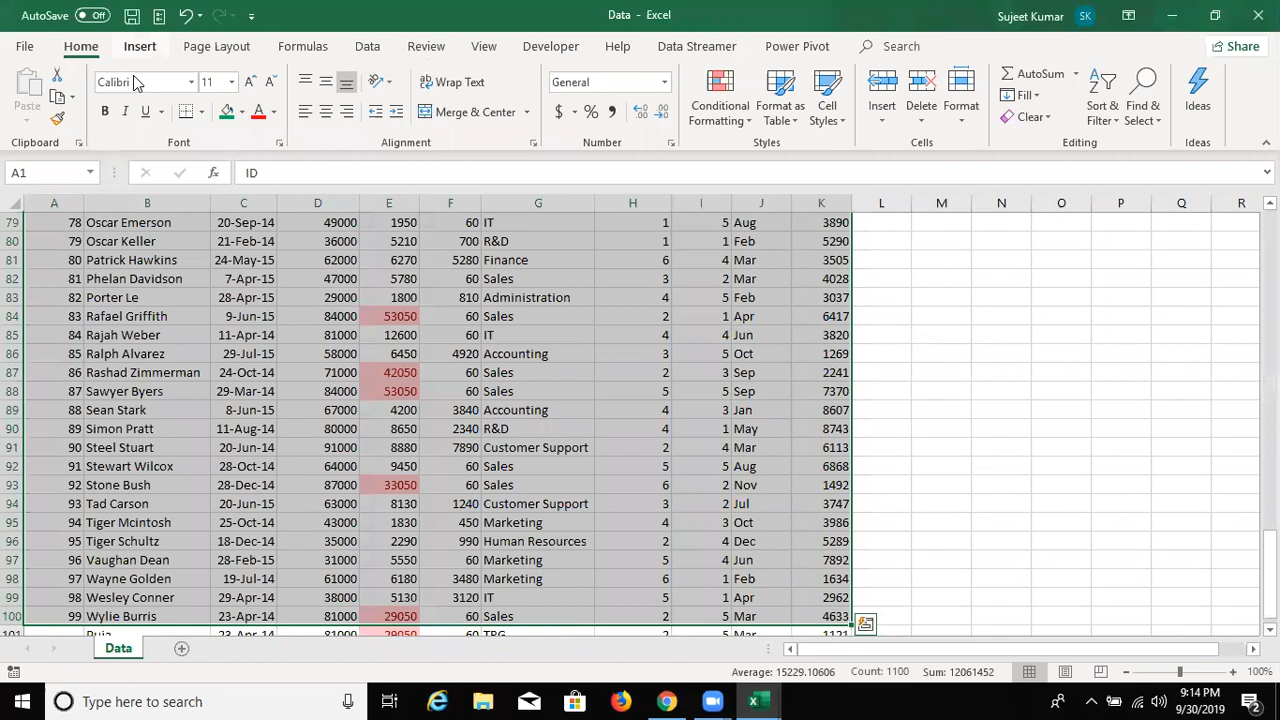 AutoSave Off Data - Excel Sujeet Kumar SK
File Home Insert Page Layout Formulas Data Review View Developer Help Data Streamer Power Pivot Search Share
Calibri 11 Wrap Text General AutoSum
Paste B I U Merge & Center $ % Conditional Formatting Format as Table Cell Styles Insert Delete Format Fill Clear Sort & Filter Find & Select Ideas
Clipboard Font Alignment Number Styles Cells Editing Ideas
A1 fx ID
A B C D E F G H I J K L M N O P Q R
79 78 Oscar Emerson 20-Sep-14 49000 1950 60 IT 1 5 Aug 3890
80 79 Oscar Keller 21-Feb-14 36000 5210 700 R&D 1 1 Feb 5290
81 80 Patrick Hawkins 24-May-15 62000 6270 5280 Finance 6 4 Mar 3505
82 81 Phelan Davidson 7-Apr-15 47000 5780 60 Sales 3 2 Mar 4028
83 82 Porter Le 28-Apr-15 29000 1800 810 Administration 4 5 Feb 3037
84 83 Rafael Griffith 9-Jun-15 84000 53050 60 Sales 2 1 Apr 6417
85 84 Rajah Weber 11-Apr-14 81000 12600 60 IT 4 4 Jun 3820
86 85 Ralph Alvarez 29-Jul-15 58000 6450 4920 Accounting 3 5 Oct 1269
87 86 Rashad Zimmerman 24-Oct-14 71000 42050 60 Sales 2 3 Sep 2241
88 87 Sawyer Byers 29-Mar-14 84000 53050 60 Sales 5 5 Sep 7370
89 88 Sean Stark 8-Jun-15 67000 4200 3840 Accounting 4 3 Jan 8607
90 89 Simon Pratt 11-Aug-14 80000 8650 2340 R&D 4 1 May 8743
91 90 Steel Stuart 20-Jun-14 91000 8880 7890 Customer Support 2 4 Mar 6113
92 91 Stewart Wilcox 28-Oct-14 64000 9450 60 Sales 5 5 Aug 6868
93 92 Stone Bush 28-Dec-14 87000 33050 60 Sales 6 2 Nov 1492
94 93 Tad Carson 20-Jun-15 63000 8130 1240 Customer Support 3 2 Jul 3747
95 94 Tiger Mcintosh 25-Oct-14 43000 1830 450 Marketing 4 3 Oct 3986
96 95 Tiger Schultz 18-Dec-14 35000 2290 990 Human Resources 2 4 Dec 5289
97 96 Vaughan Dean 28-Feb-15 31000 5550 60 Marketing 5 4 Jun 7892
98 97 Wayne Golden 19-Jul-14 61000 6180 3480 Marketing 6 1 Feb 1634
99 98 Wesley Conner 29-Apr-14 38000 5130 3120 IT 5 1 Apr 2962
100 99 Wylie Burris 23-Apr-14 81000 29050 60 Sales 2 5 Mar 4633
101 Puja 23-Apr-14 81000 29050 60 TRG 2 5 Mar 1121
Data
Average: 15229.10606 Count: 1100 Sum: 12061452 100%
Type here to search 9:14 PM
9/30/2019 2